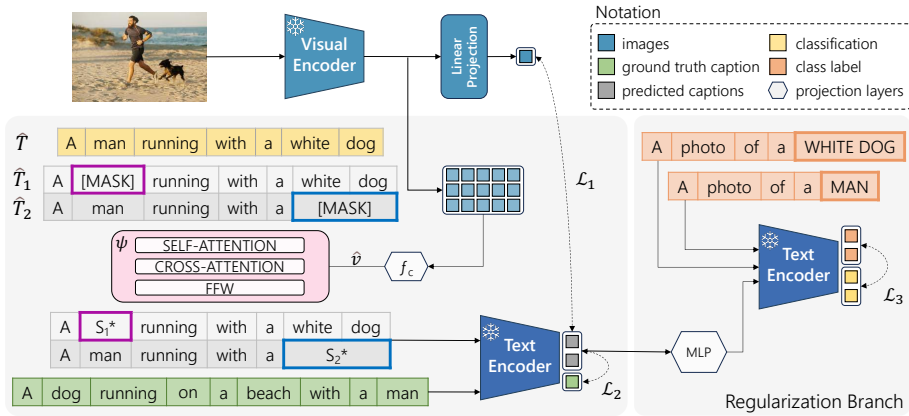 Notation
images
classification
ground truth caption
class label
predicted captions
projection layers
Visual Encoder
Linear Projection
T̂ A man running with a white dog
T̂₁ A [MASK] running with a white dog
T̂₂ A man running with a [MASK]
ℒ₁
ψ SELF-ATTENTION
CROSS-ATTENTION
FFW
v̂
f_c
A S₁* running with a white dog
A man running with a S₂*
A dog running on a beach with a man
Text Encoder
ℒ₂
A photo of a WHITE DOG
A photo of a MAN
Text Encoder
ℒ₃
MLP
Regularization Branch